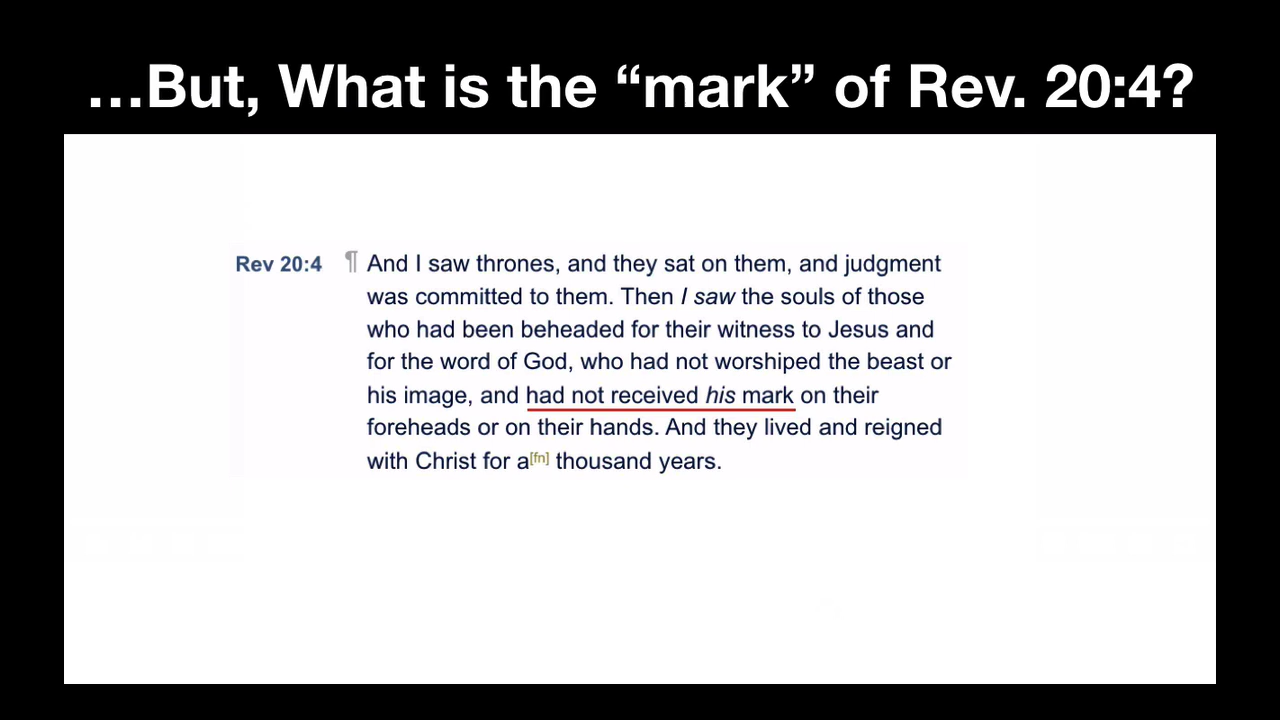 ...But, What is the “mark” of Rev. 20:4?
Rev 20:4 ¶ And I saw thrones, and they sat on them, and judgment
was committed to them. Then I saw the souls of those
who had been beheaded for their witness to Jesus and
for the word of God, who had not worshiped the beast or
his image, and had not received his mark on their
foreheads or on their hands. And they lived and reigned
with Christ for a[fn] thousand years.